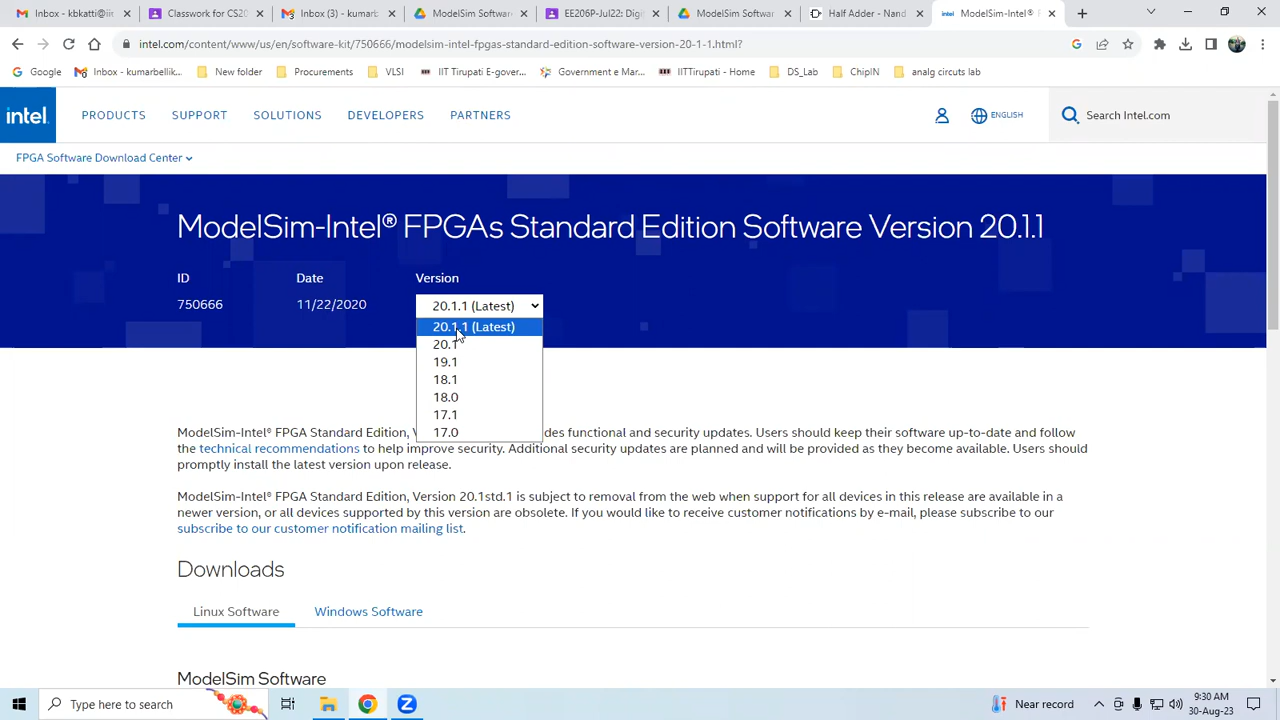 Inbox - kbkatti@iit
Classwork for CS20
Inbox (3) - kumarb
ModelSim Software
EE206P-Jul22: Dig
ModelSim Software
Half Adder - Nand
ModelSim-Intel®
intel.com/content/www/us/en/software-kit/750666/modelsim-intel-fpgas-standard-edition-software-version-20-1-1.html?
Google
Inbox - kumarbellik...
New folder
Procurements
VLSI
IIT Tirupati E-gover...
Government e Mar...
IITTirupati - Home
DS_Lab
ChipIN
analg circuts lab
intel.
PRODUCTS
SUPPORT
SOLUTIONS
DEVELOPERS
PARTNERS
ENGLISH
Search Intel.com
FPGA Software Download Center
ModelSim-Intel® FPGAs Standard Edition Software Version 20.1.1
ID
Date
Version
750666
11/22/2020
20.1.1 (Latest)
20.1.1 (Latest)
20.1
19.1
18.1
18.0
17.1
17.0
ModelSim-Intel® FPGA Standard Edition, V des functional and security updates. Users should keep their software up-to-date and follow
the technical recommendations to help improve security. Additional security updates are planned and will be provided as they become available. Users should
promptly install the latest version upon release.
ModelSim-Intel® FPGA Standard Edition, Version 20.1std.1 is subject to removal from the web when support for all devices in this release are available in a
newer version, or all devices supported by this version are obsolete. If you would like to receive customer notifications by e-mail, please subscribe to our
subscribe to our customer notification mailing list.
Downloads
Linux Software
Windows Software
ModelSim Software
Type here to search
Near record
9:30 AM
30-Aug-23